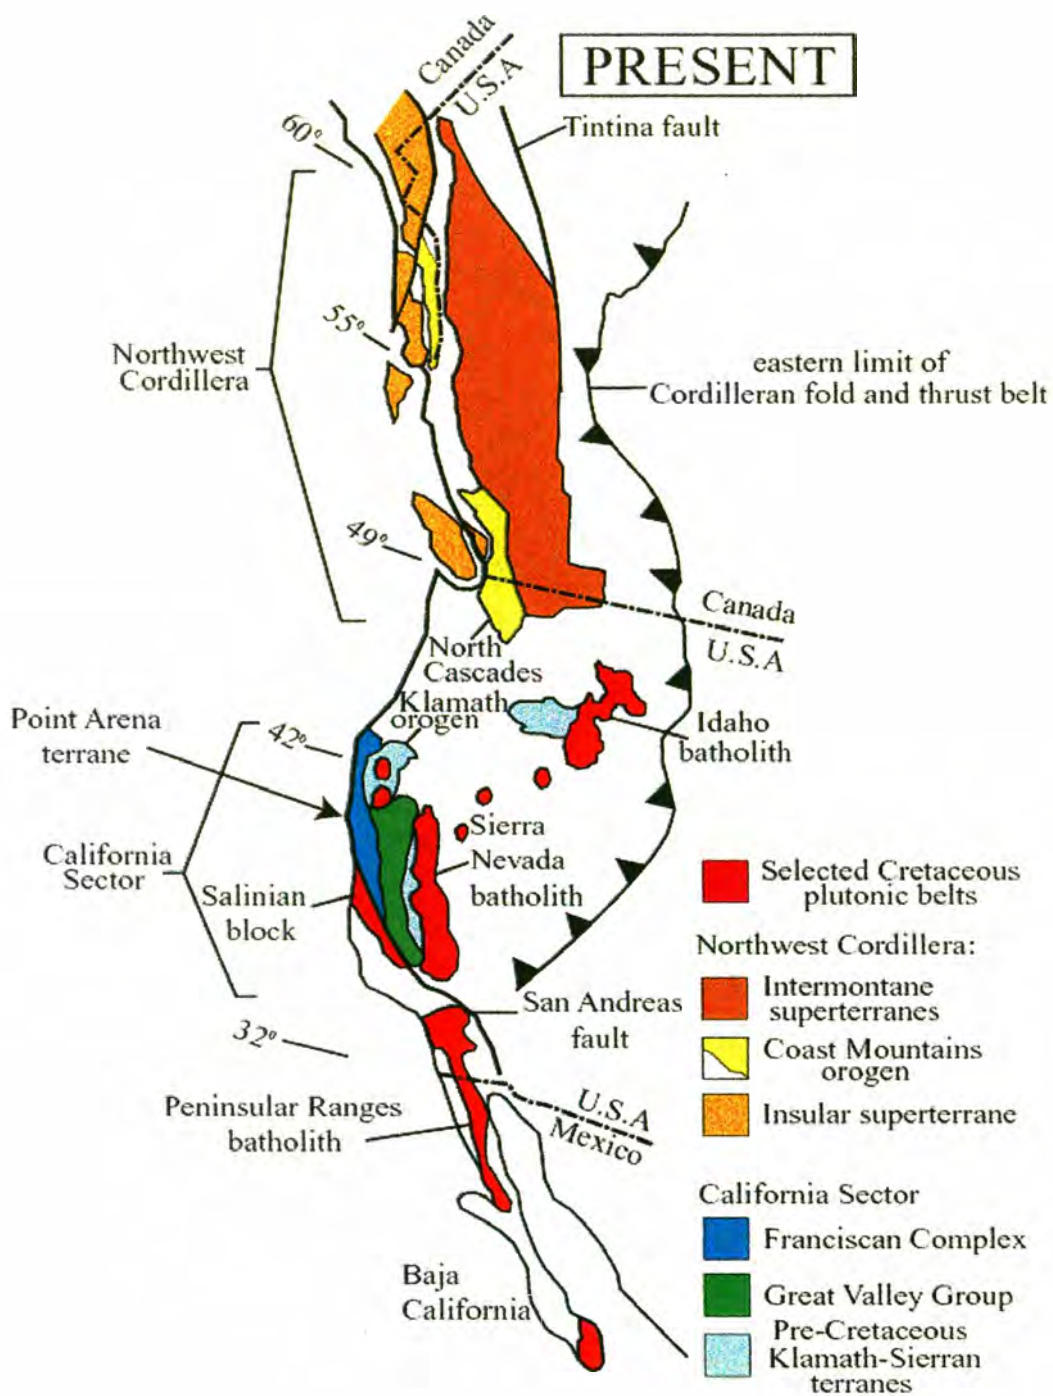 PRESENT
Canada
U.S.A
Tintina fault
60°
Northwest
Cordillera
55°
eastern limit of
Cordilleran fold and thrust belt
49°
Canada
U.S.A
North
Cascades
Klamath
orogen
Point Arena
terrane
42°
Idaho
batholith
California
Sector
Sierra
Nevada
batholith
Salinian
block
San Andreas
fault
32°
Peninsular Ranges
batholith
U.S.A
Mexico
Baja
California
Selected Cretaceous
plutonic belts
Northwest Cordillera:
Intermontane
superterranes
Coast Mountains
orogen
Insular superterrane
California Sector
Franciscan Complex
Great Valley Group
Pre-Cretaceous
Klamath-Sierran
terranes